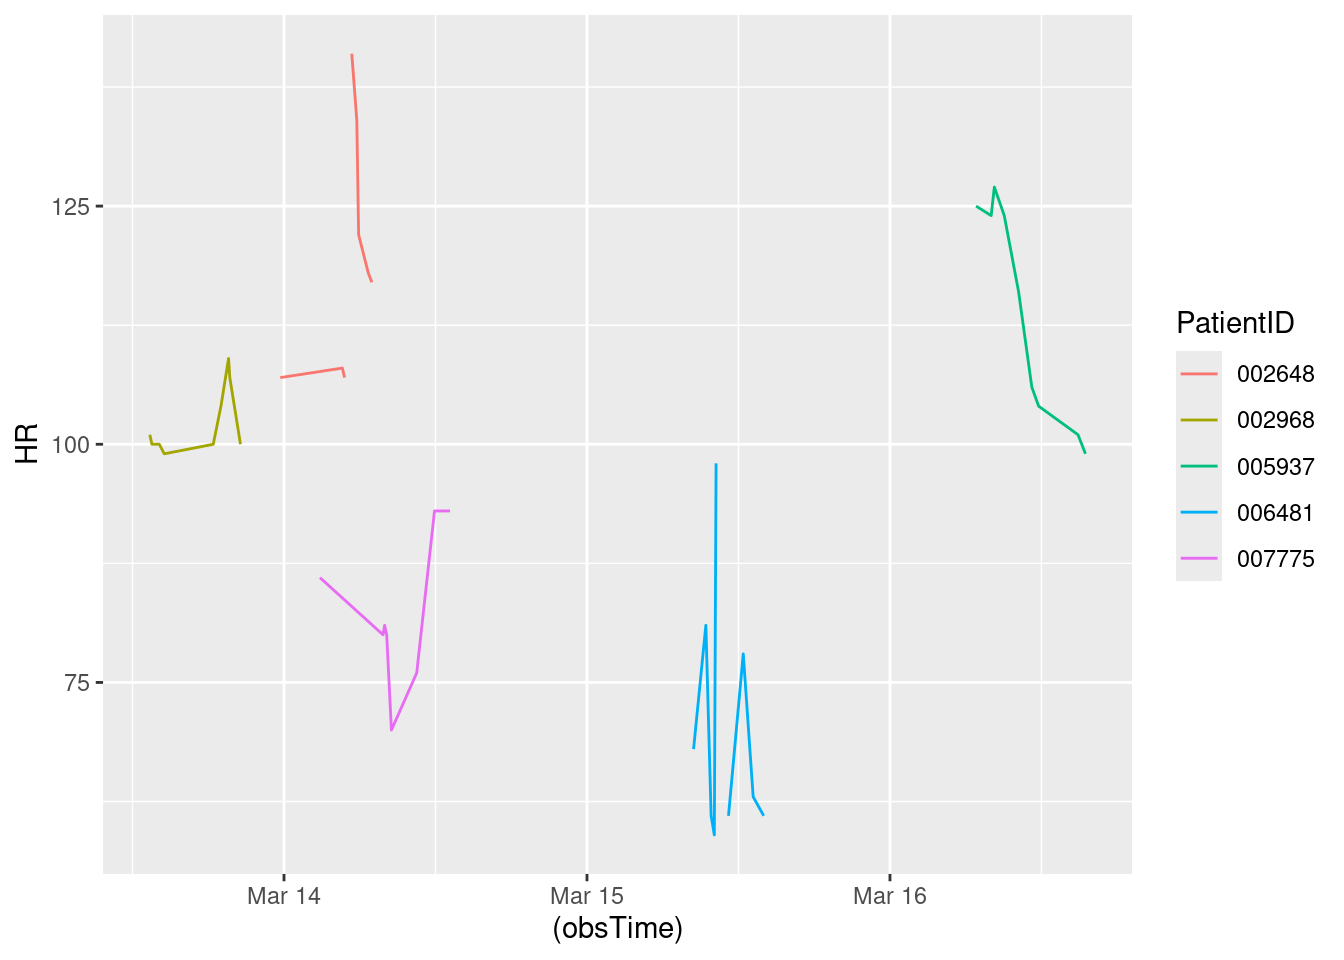 HR
125
100
75
Mar 14
Mar 15
Mar 16
(obsTime)
PatientID
002648
002968
005937
006481
007775